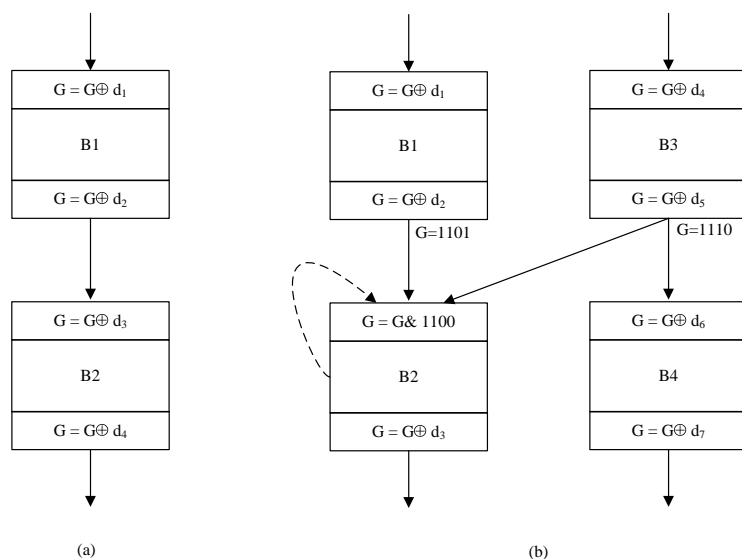 G = G⊕ d₁
B1
G = G⊕ d₂
G = G⊕ d₃
B2
G = G⊕ d₄
(a)
G = G⊕ d₁
B1
G = G⊕ d₂
G=1101
G = G⊕ d₄
B3
G = G⊕ d₅
G=1110
G = G& 1100
B2
G = G⊕ d₃
G = G⊕ d₆
B4
G = G⊕ d₇
(b)